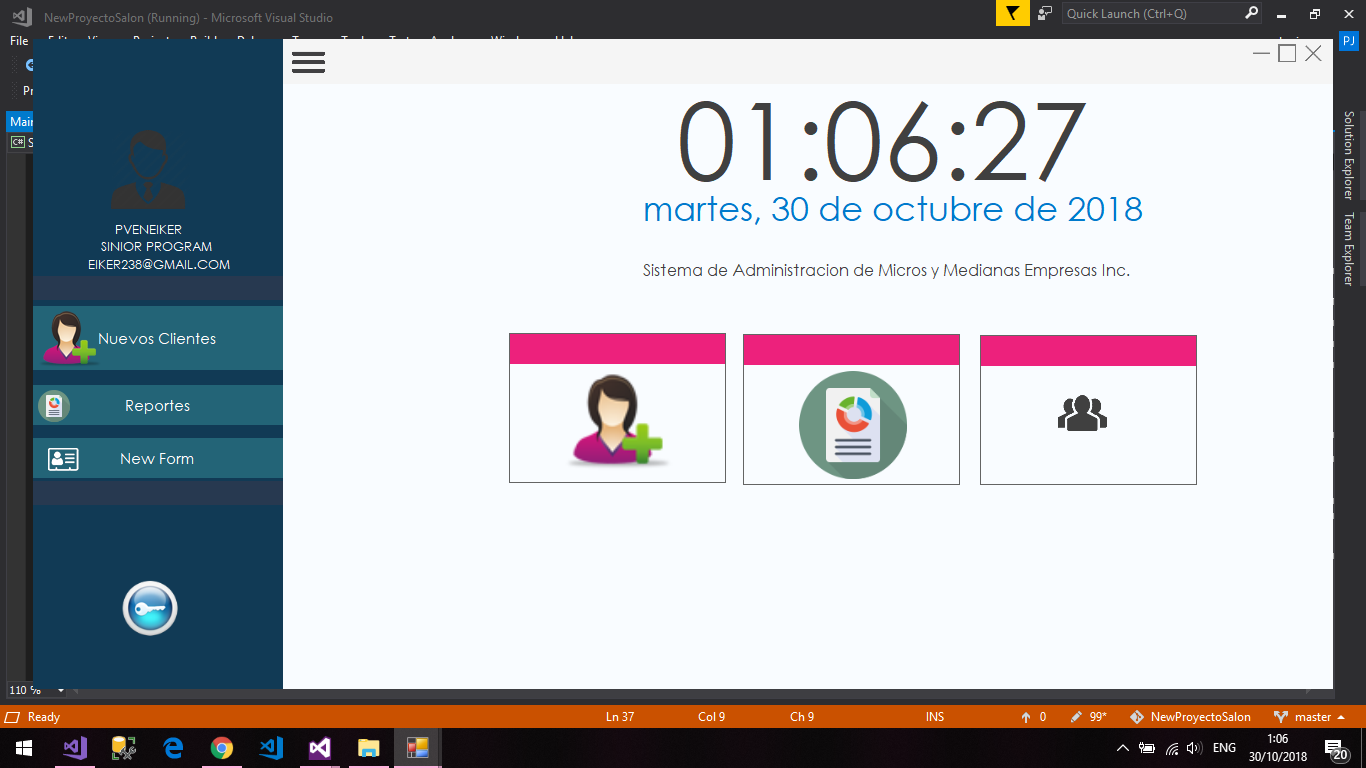 NewProyectoSalon (Running) - Microsoft Visual Studio
Quick Launch (Ctrl+Q)
File
PJ
Solution Explorer
Team Explorer
01:06:27
martes, 30 de octubre de 2018
Sistema de Administracion de Micros y Medianas Empresas Inc.
PVENEIKER
SINIOR PROGRAM
EIKER238@GMAIL.COM
Nuevos Clientes
Reportes
New Form
110 %
Ready
Ln 37
Col 9
Ch 9
INS
0
99*
NewProyectoSalon
master
ENG
1:06
30/10/2018
20